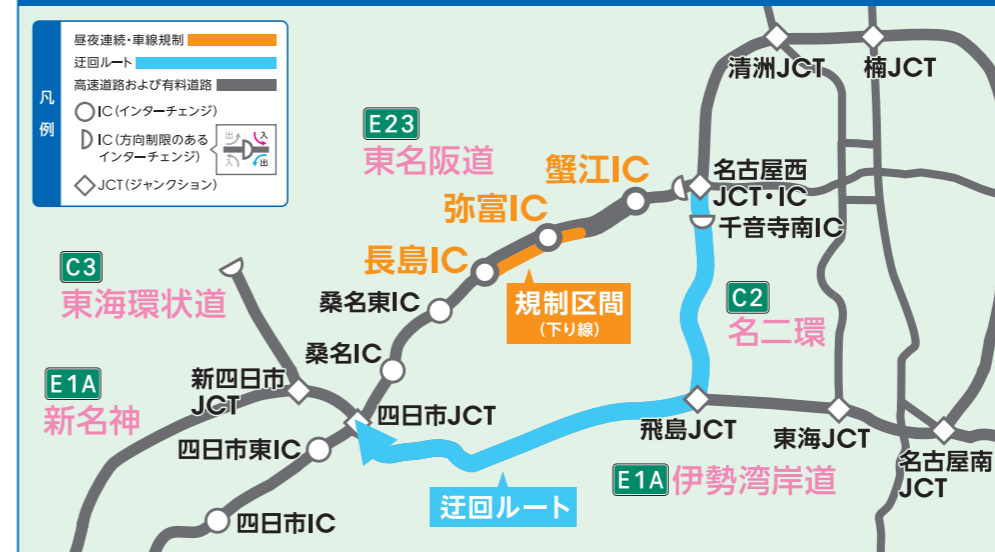 凡例
昼夜連続・車線規制
迂回ルート
高速道路および有料道路
IC(インターチェンジ)
IC(方向制限のある
インターチェンジ)
出
入
入
出
JCT(ジャンクション)
清洲JCT
楠JCT
E23
東名阪道
蟹江IC
名古屋西
JCT・IC
弥富IC
千音寺南IC
長島IC
C3
東海環状道
桑名東IC
規制区間
(下り線)
C2
名二環
桑名IC
E1A
新名神
新四日市
JCT
四日市JCT
飛島JCT
東海JCT
四日市東IC
名古屋南
JCT
E1A
伊勢湾岸道
迂回ルート
四日市IC